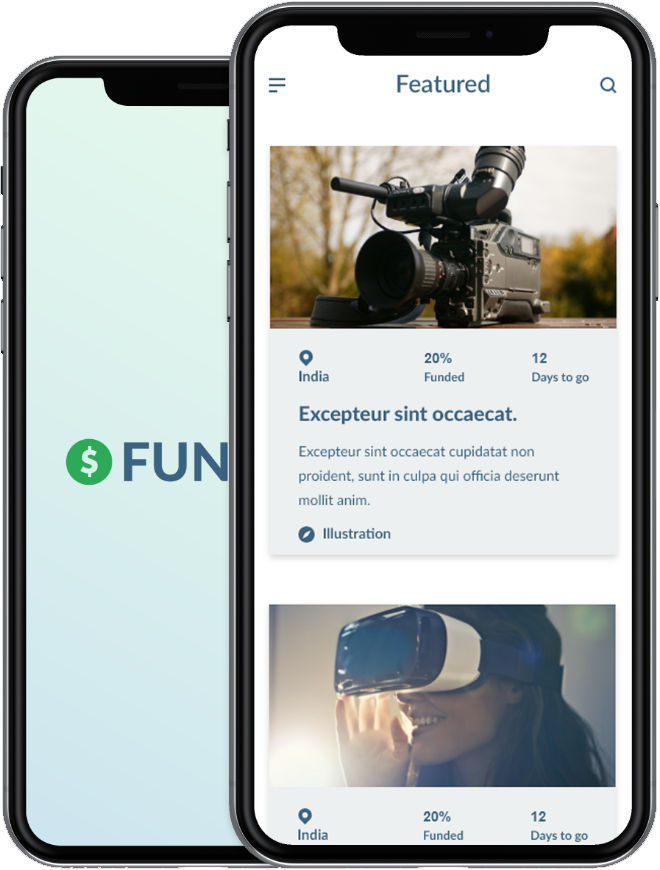 Featured
India
20%
Funded
12
Days to go
Excepteur sint occaecat.
Excepteur sint occaecat cupidatat non
proident, sunt in culpa qui officia deserunt
mollit anim.
Illustration
India
20%
Funded
12
Days to go
$ FUN